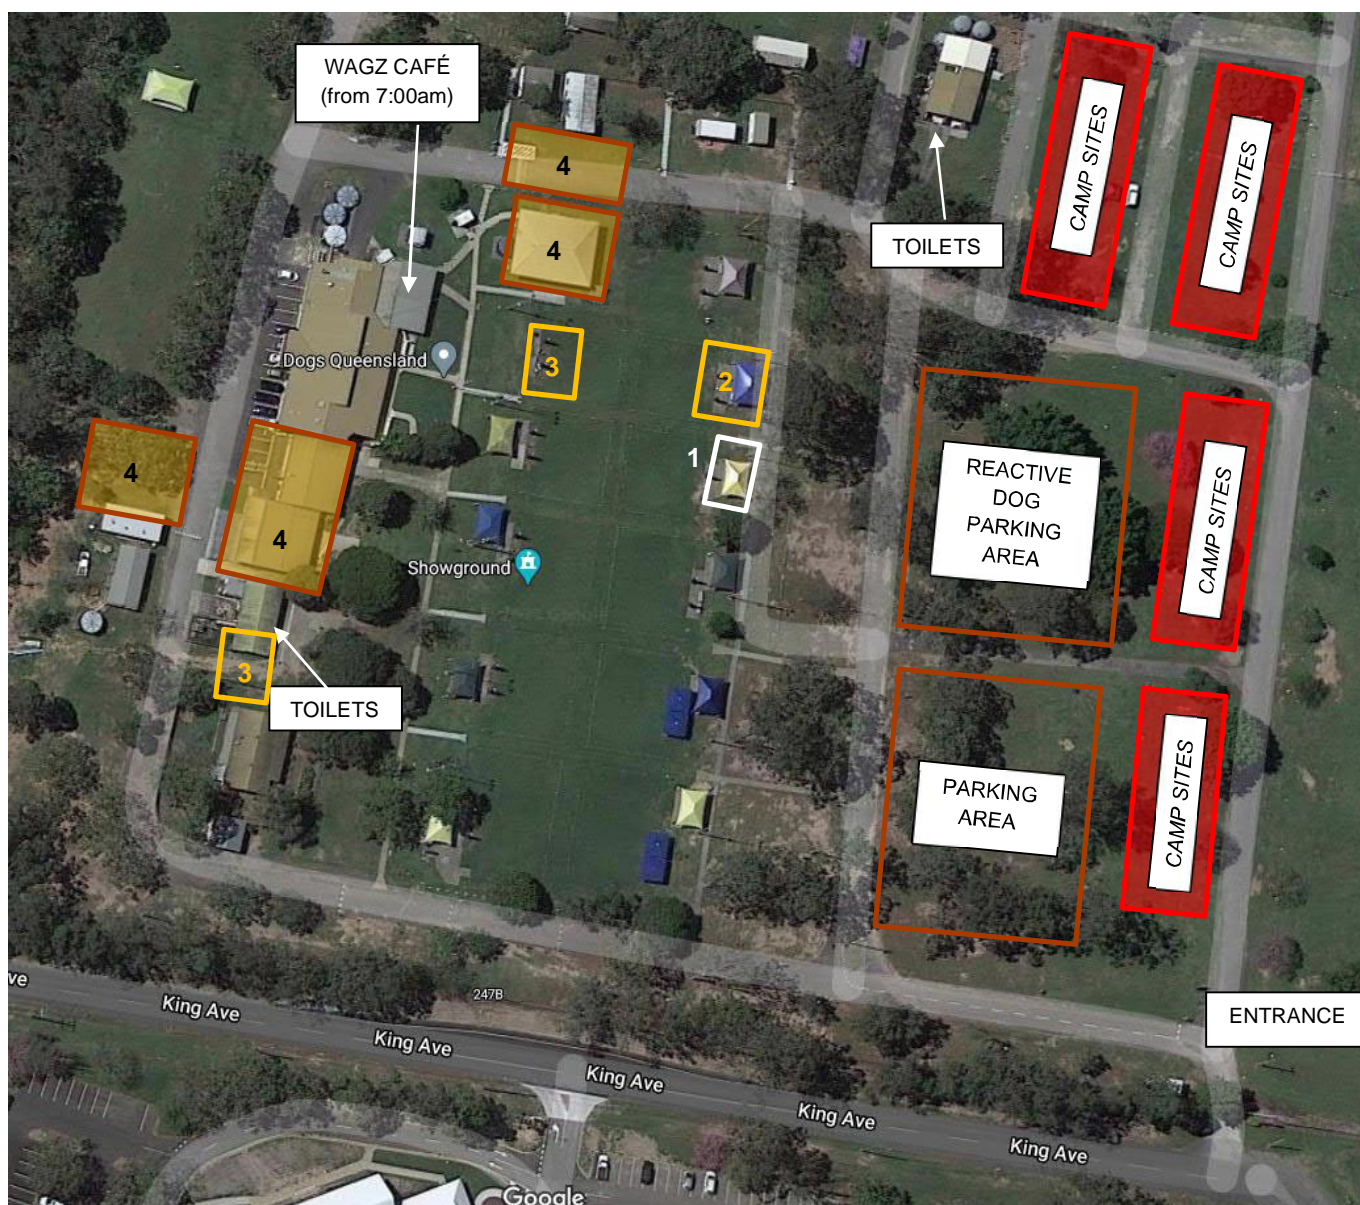 WAGZ CAFÉ
(from 7:00am)
4
4
TOILETS
CAMP SITES
CAMP SITES
Dogs Queensland
3
2
1
4
4
REACTIVE
DOG
PARKING
AREA
CAMP SITES
Showground
3
TOILETS
PARKING
AREA
CAMP SITES
ve
King Ave
247B
King Ave
King Ave
King Ave
King Ave
ENTRANCE
Google